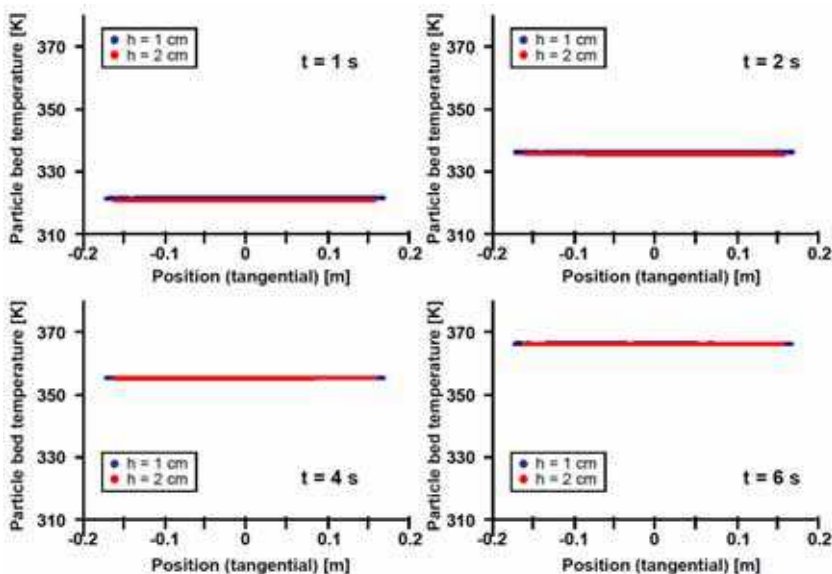 Particle bed temperature [K]
370
350
330
310
h = 1 cm
h = 2 cm
t = 1 s
-0.2
-0.1
0
0.1
0.2
Position (tangential) [m]
Particle bed temperature [K]
370
350
330
310
h = 1 cm
h = 2 cm
t = 2 s
-0.2
-0.1
0
0.1
0.2
Position (tangential) [m]
Particle bed temperature [K]
370
350
330
310
h = 1 cm
h = 2 cm
t = 4 s
-0.2
-0.1
0
0.1
0.2
Position (tangential) [m]
Particle bed temperature [K]
370
350
330
310
h = 1 cm
h = 2 cm
t = 6 s
-0.2
-0.1
0
0.1
0.2
Position (tangential) [m]